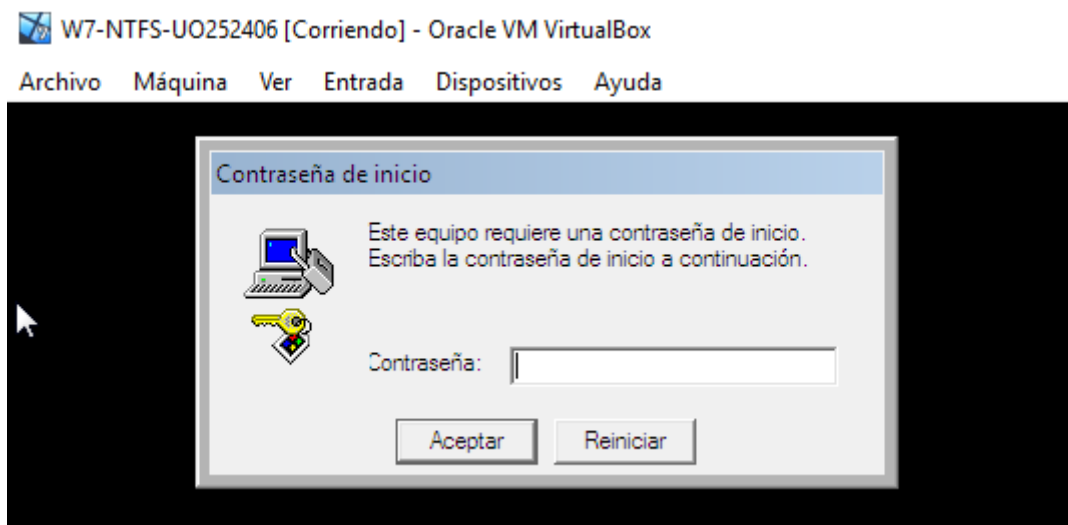 W7-NTFS-UO252406 [Corriendo] - Oracle VM VirtualBox
Archivo Máquina Ver Entrada Dispositivos Ayuda
Contraseña de inicio
Este equipo requiere una contraseña de inicio.
Escriba la contraseña de inicio a continuación.
Contraseña:
Aceptar Reiniciar